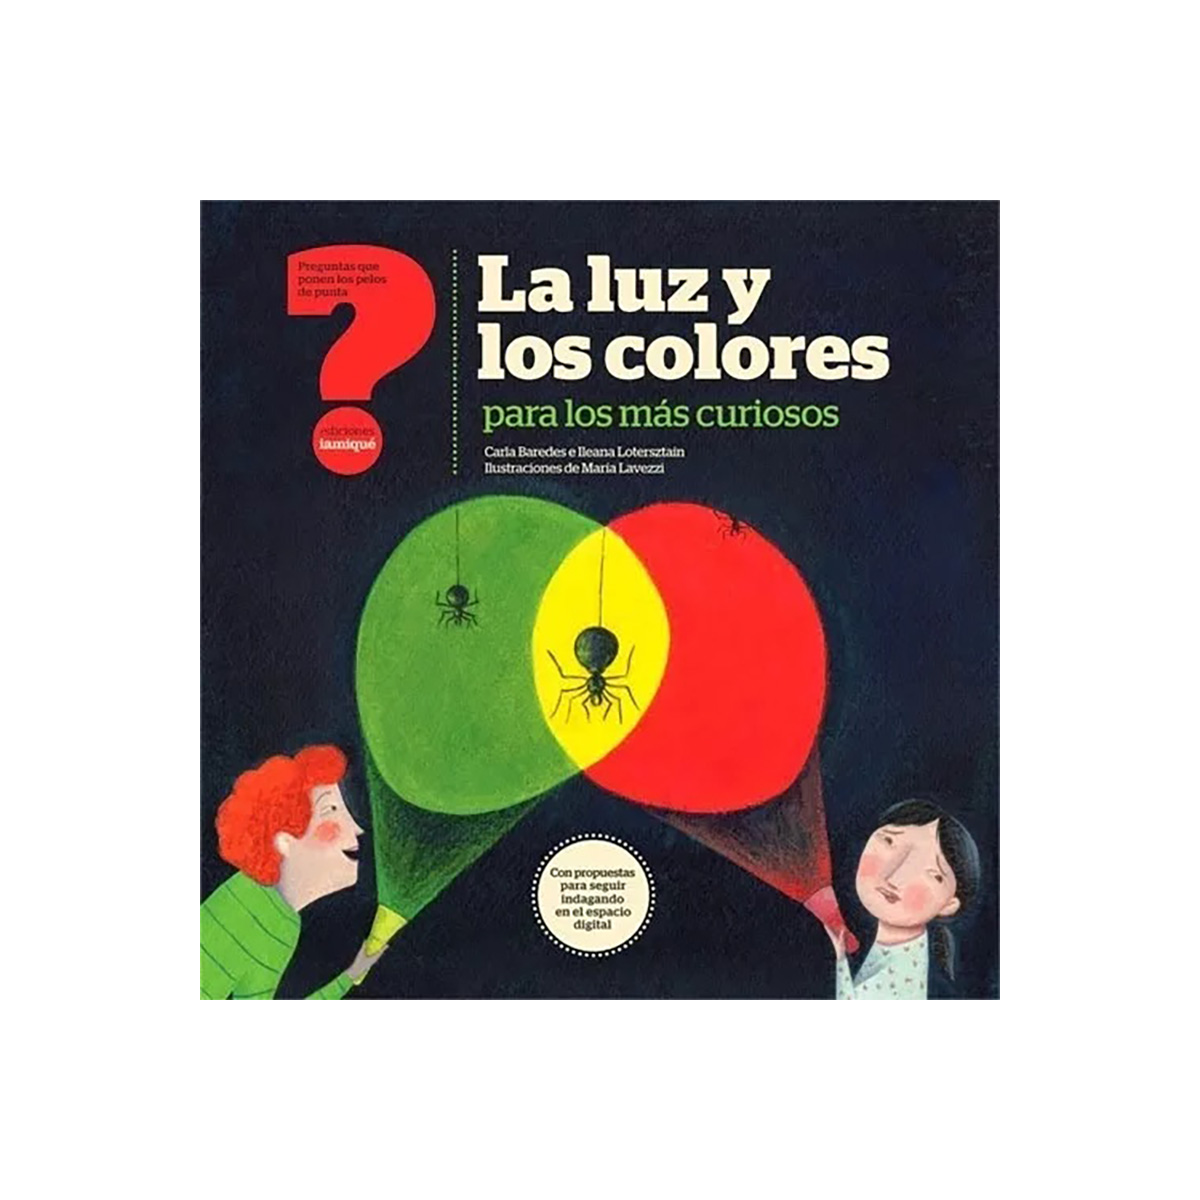 Preguntas que
ponen los pelos
de punta
ediciones
iamiqué
La luz y
los colores
para los más curiosos
Carla Baredes e Ileana Lotersztain
Ilustraciones de María Lavezzi
Con propuestas
para seguir
indagando
en el espacio
digital